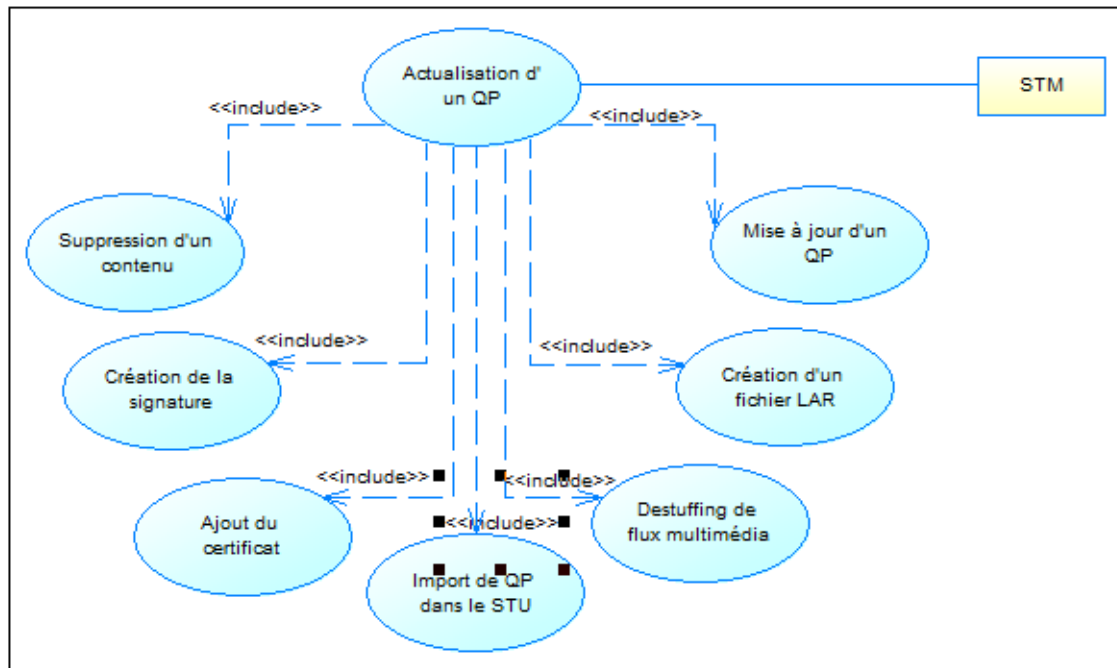 Actualisation d'
un QP
STM
<<include>>
<<include>>
Suppression d'un
contenu
Mise à jour d'un
QP
<<include>>
<<include>>
Création de la
signature
Création d'un
fichier LAR
<<include>>
<<include>>
Ajout du
certificat
<<include>>
Destuffing de
flux multimédia
Import de QP
dans le STU